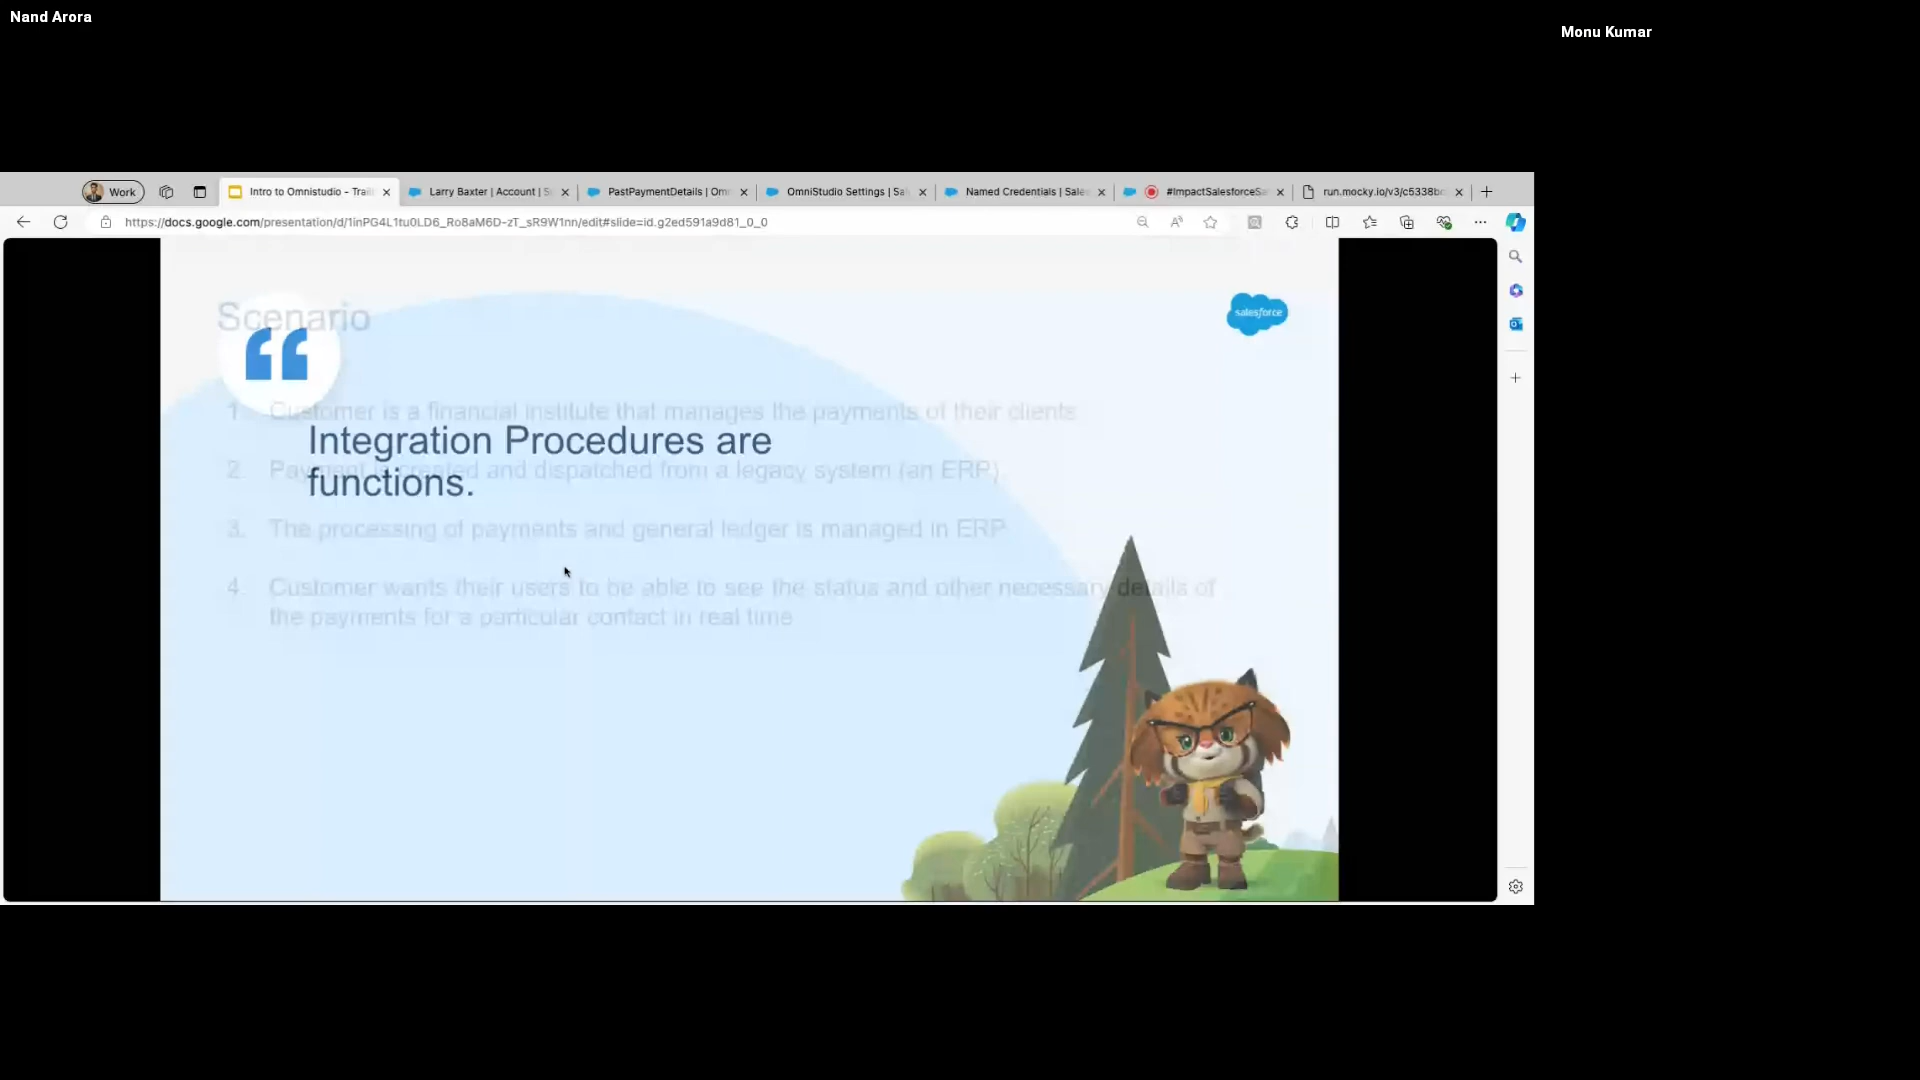 Nand Arora
Monu Kumar
Work
Intro to Omnistudio - Trail
Larry Baxter | Account | S
PastPaymentDetails | Om
OmniStudio Settings | Sa
Named Credentials | Sale
#ImpactSalesforceSa
run.mocky.io/v3/c5338b
https://docs.google.com/presentation/d/1inPG4L1tu0LD6_Ro8aM6D-zT_sR9W1nn/edit#slide=id.g2ed591a9d81_0_0
Scenario
salesforce
1. Customer is a financial institute that manages the payments of their clients
Integration Procedures are
2. Payment is created and dispatched from a legacy system (an ERP)
functions.
3. The processing of payments and general ledger is managed in ERP
4. Customer wants their users to be able to see the status and other necessary details of
the payments for a particular contact in real time